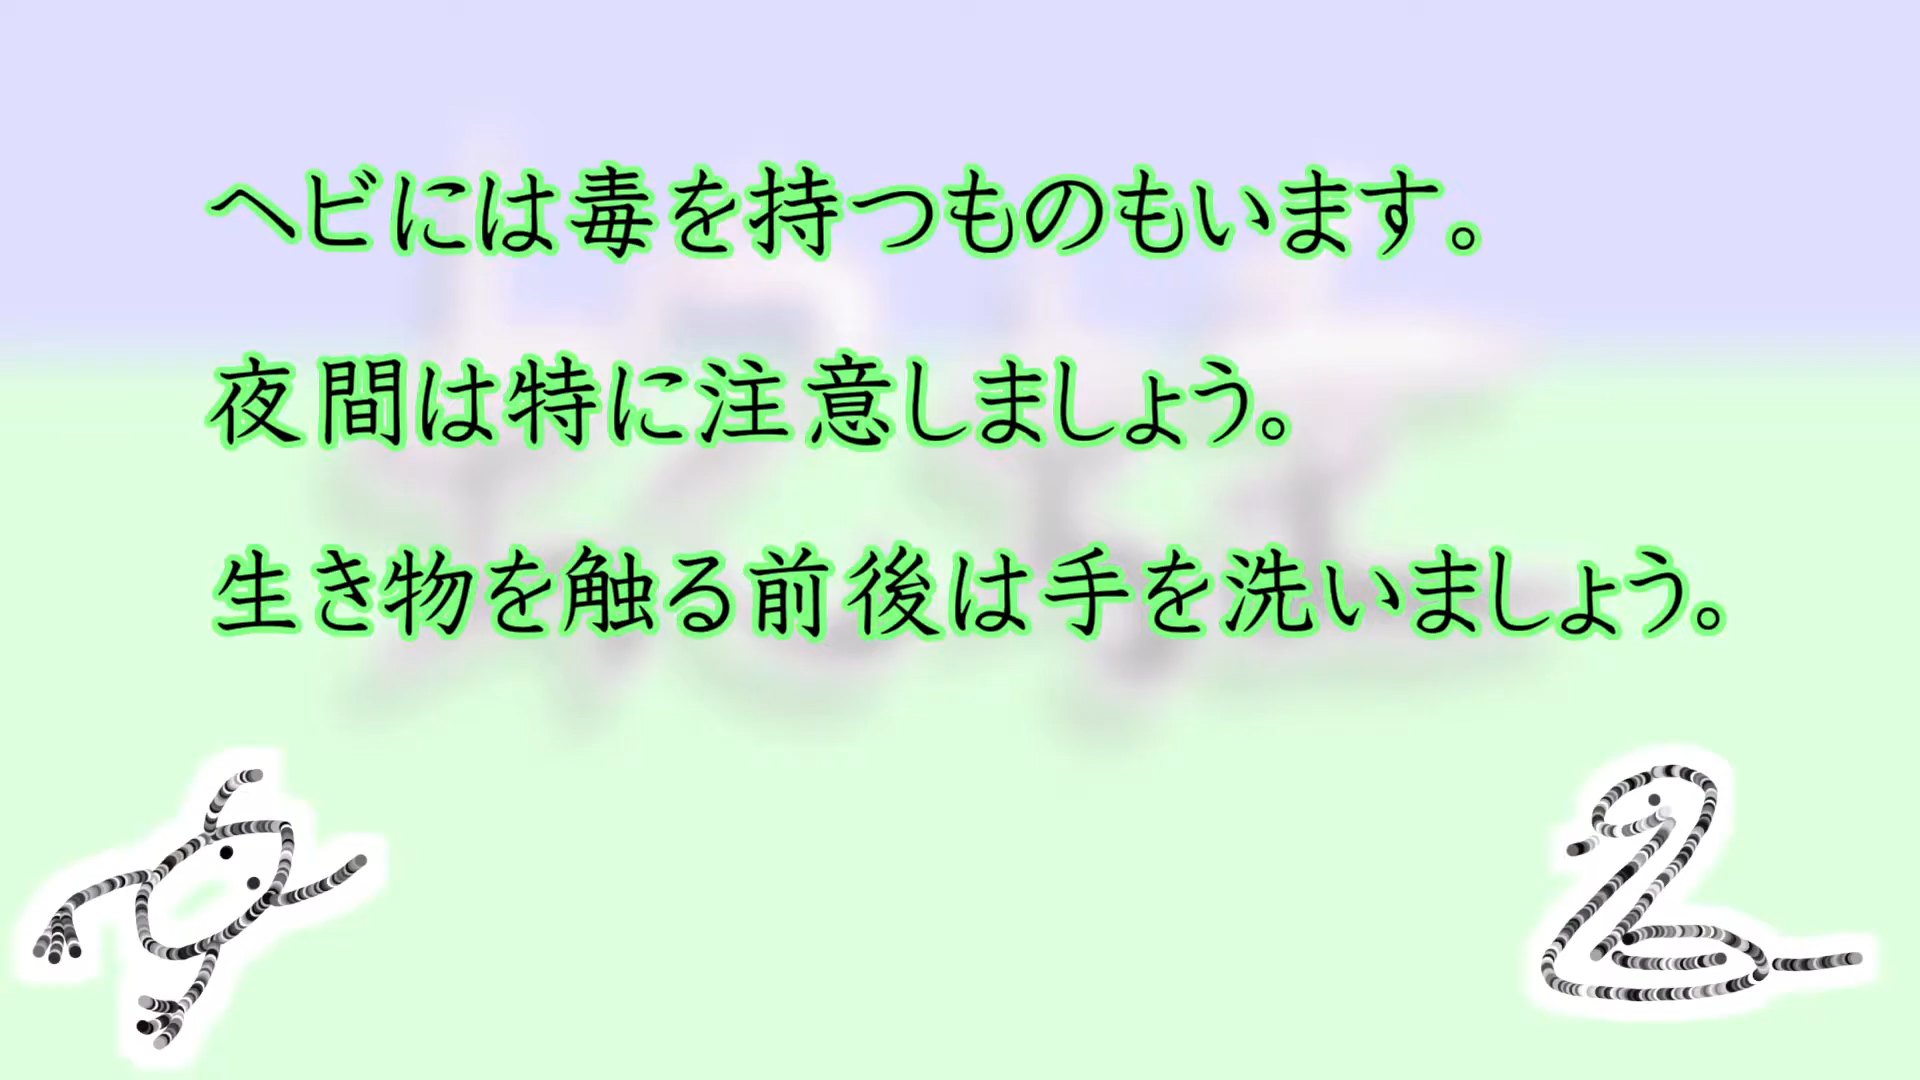 ヘビには毒を持つものもいます。
夜間は特に注意しましょう。
生き物を触る前後は手を洗いましょう。